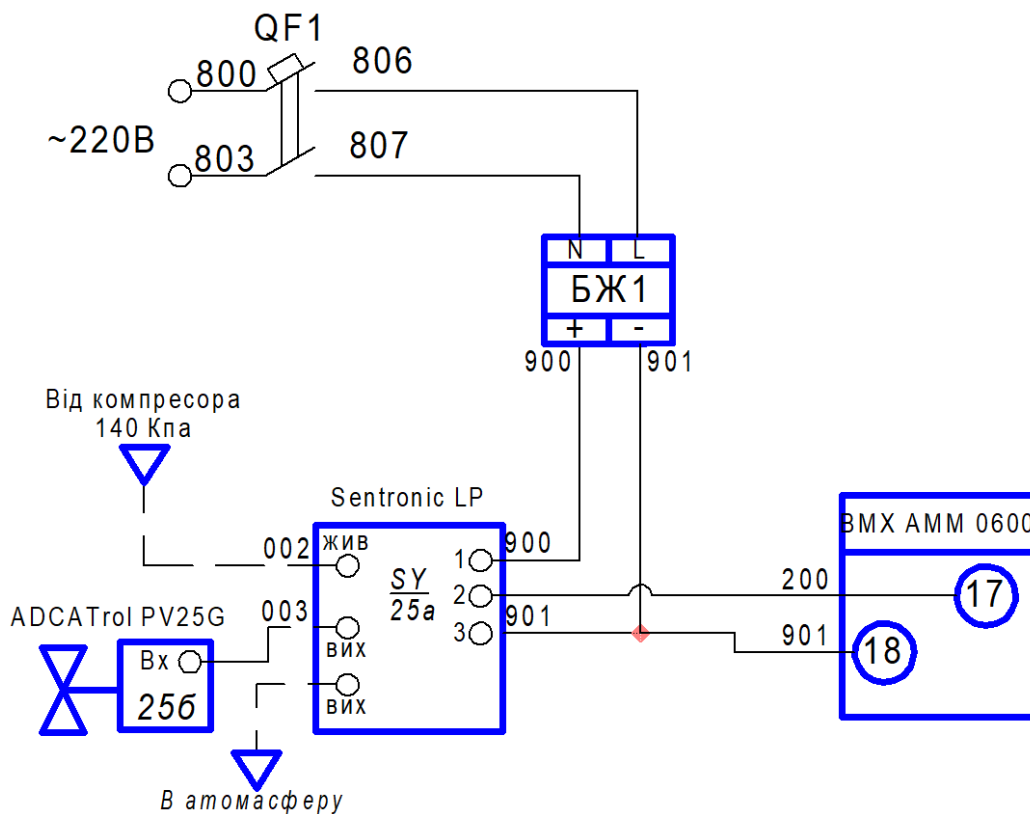 QF1
800
806
~220В
803
807
N
L
БЖ1
+
-
900
901
Від компресора
140 Кпа
Sentronic LP
BMX AMM 0600
002
жив
1
900
SY
25а
2
200
17
003
ADCATrol PV25G
3
901
901
18
Вх
вих
25б
вих
В атомасферу